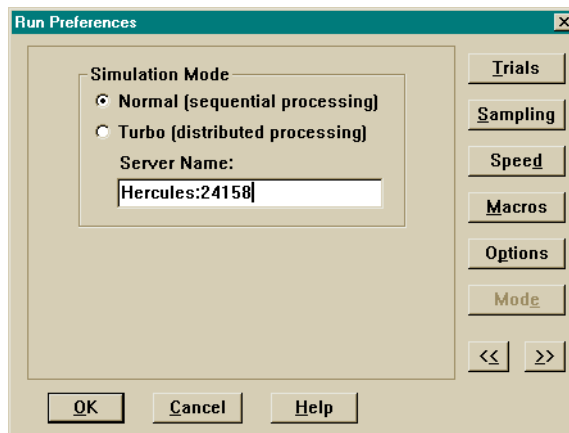 Run Preferences
Simulation Mode
Normal (sequential processing)
Turbo (distributed processing)
Server Name:
Hercules:24158
Trials
Sampling
Speed
Macros
Options
Mode
<< >>
OK Cancel Help